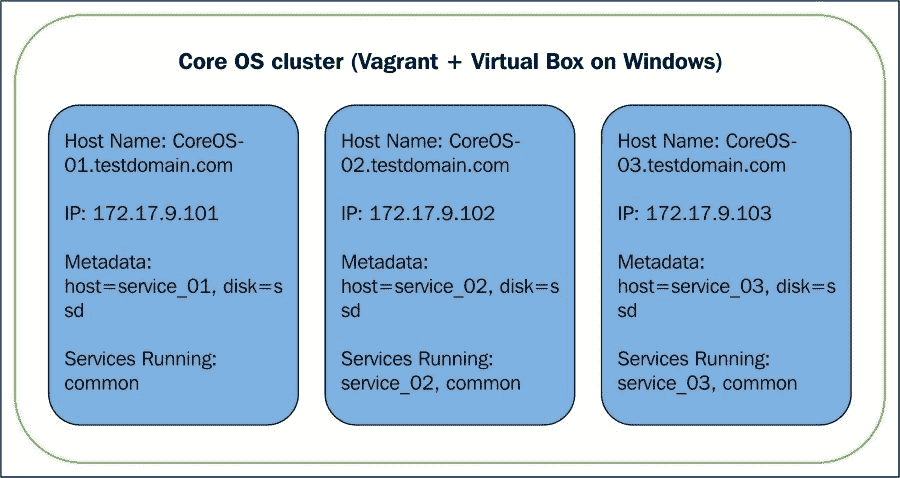 Core OS cluster (Vagrant + Virtual Box on Windows)
Host Name: CoreOS-
01.testdomain.com
IP: 172.17.9.101
Metadata:
host=service_01, disk=s
sd
Services Running:
common
Host Name: CoreOS-
02.testdomain.com
IP: 172.17.9.102
Metadata:
host=service_02, disk=s
sd
Services Running:
service_02, common
Host Name: CoreOS-
03.testdomain.com
IP: 172.17.9.103
Metadata:
host=service_03, disk=s
sd
Services Running:
service_03, common